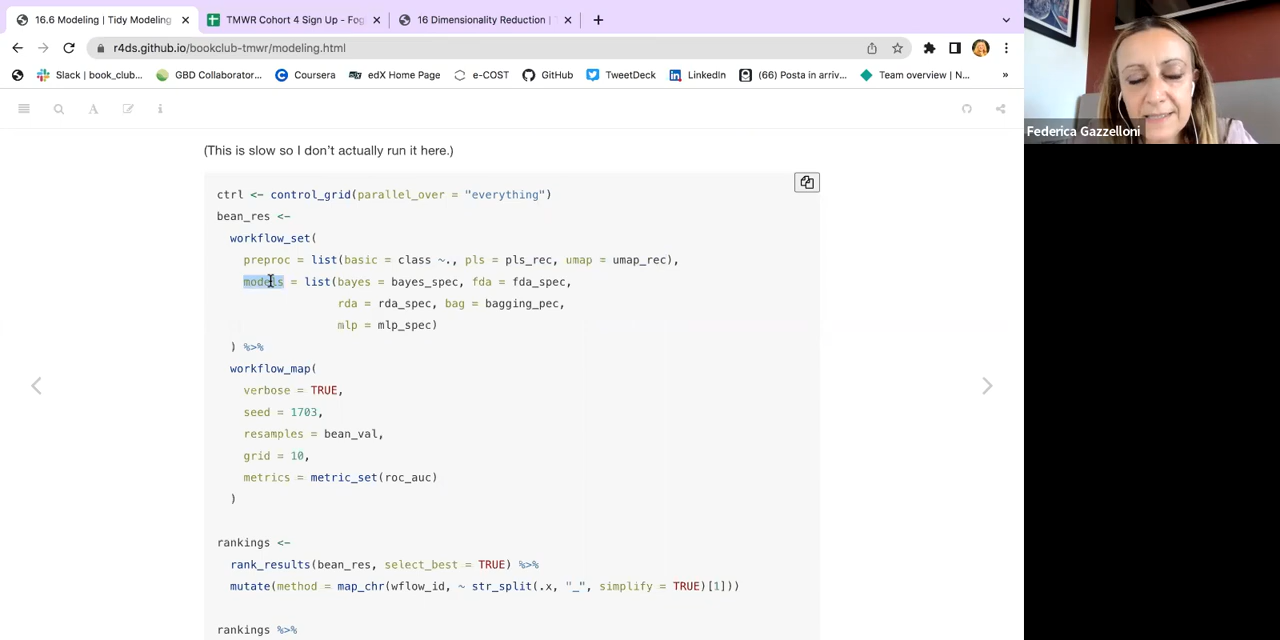 16.6 Modeling | Tidy Modeling
TMWR Cohort 4 Sign Up - Fog
16 Dimensionality Reduction |
r4ds.github.io/bookclub-tmwr/modeling.html
Slack | book_club...
GBD Collaborator...
Coursera
edX Home Page
e-COST
GitHub
TweetDeck
LinkedIn
(66) Posta in arriv...
Team overview | N...
»
Federica Gazzelloni
(This is slow so I don't actually run it here.)
ctrl <- control_grid(parallel_over = "everything")
bean_res <-
workflow_set(
preproc = list(basic = class ~., pls = pls_rec, umap = umap_rec),
models = list(bayes = bayes_spec, fda = fda_spec,
rda = rda_spec, bag = bagging_pec,
mlp = mlp_spec)
) %>%
workflow_map(
verbose = TRUE,
seed = 1703,
resamples = bean_val,
grid = 10,
metrics = metric_set(roc_auc)
)
rankings <-
rank_results(bean_res, select_best = TRUE) %>%
mutate(method = map_chr(wflow_id, ~ str_split(.x, "_", simplify = TRUE)[1]))
rankings %>%